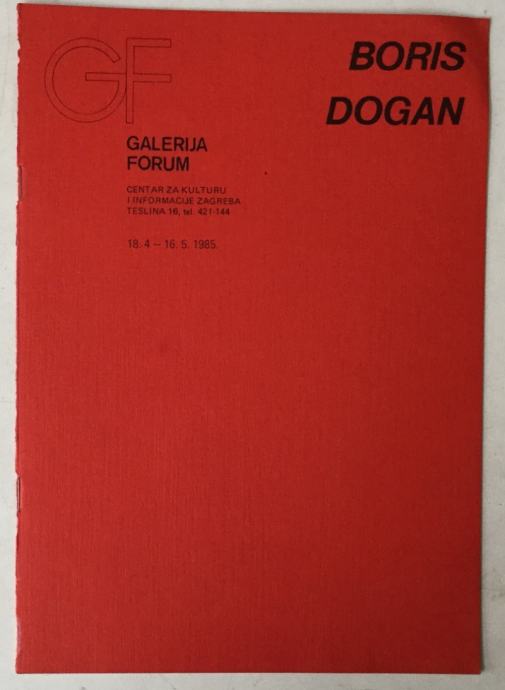 GF
BORIS
DOGAN
GALERIJA
FORUM
CENTAR ZA KULTURU
I INFORMACIJE ZAGREBA
TESLINA 16, tel. 421-144
18. 4 – 16. 5. 1985.